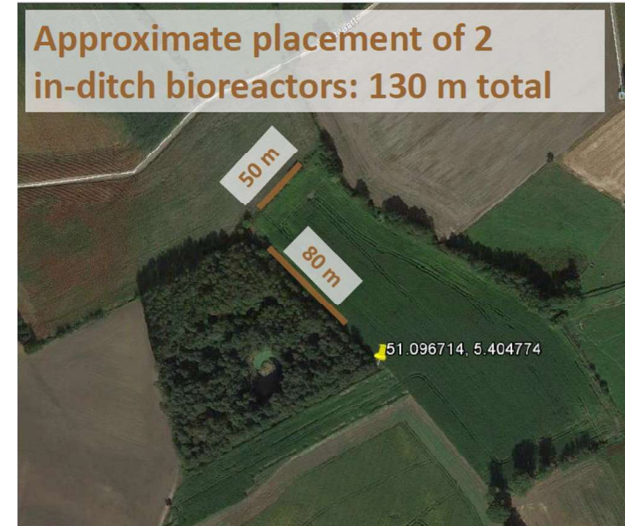 Approximate placement of 2
in-ditch bioreactors: 130 m total
50 m
80 m
51.096714, 5.404774